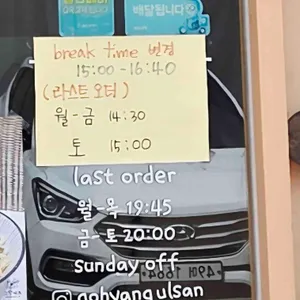 배달됩니다
break time 변경
15:00-16:40
(라스트 오더)
월-금 14:30
토 15:00
last order
월-목 19:45
금-토 20:00
sunday off
gohyang ulsan